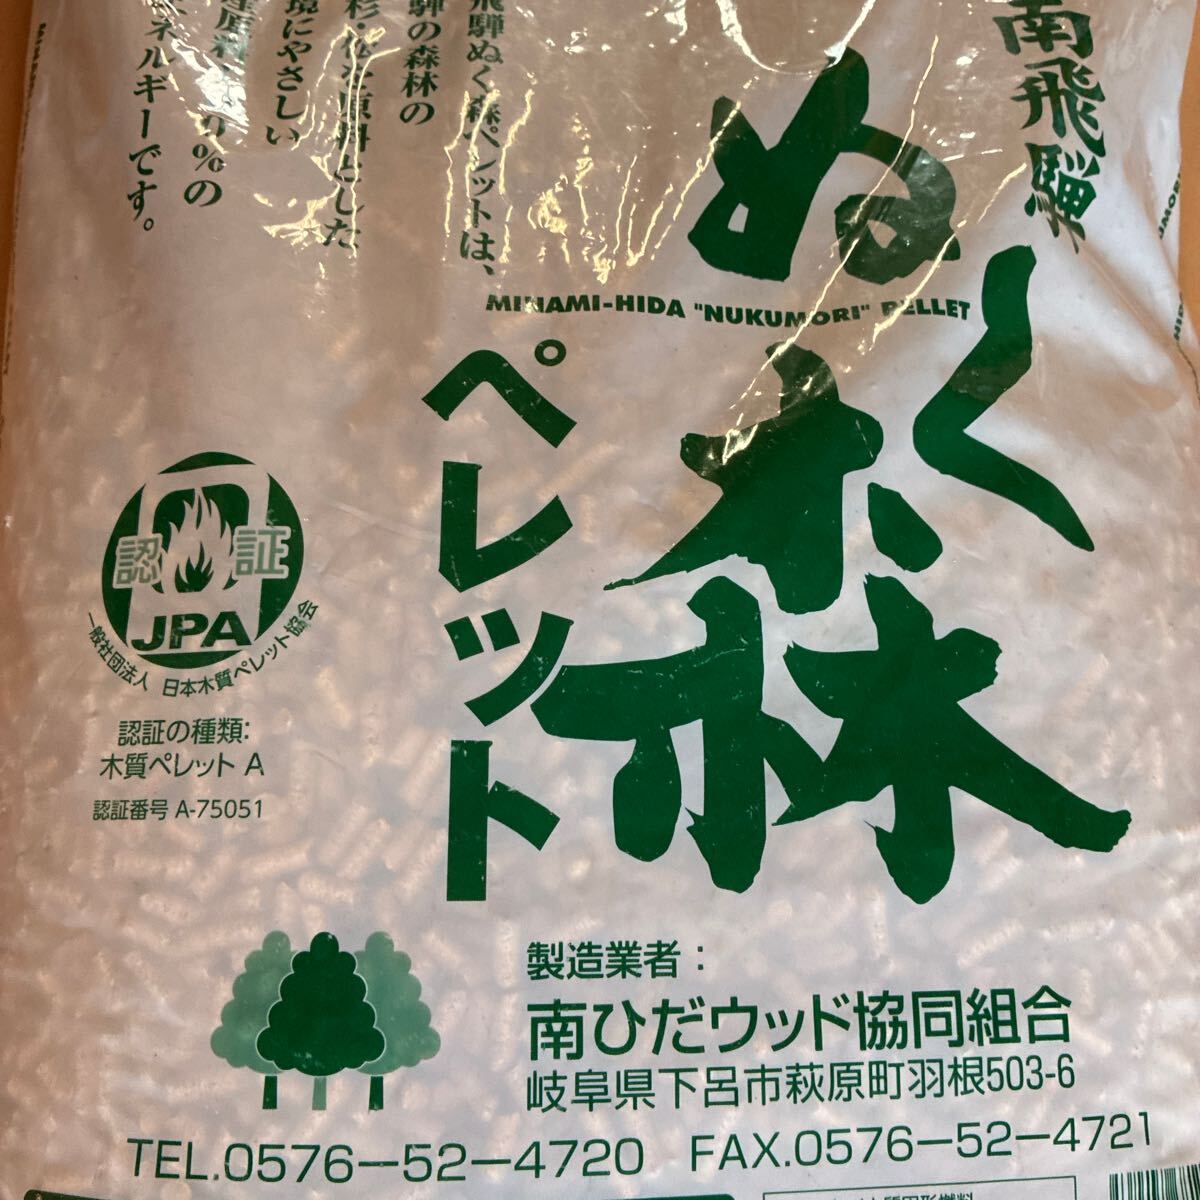 南飛騨
ぬく森
MINAMI-HIDA "NUKUMORI" PELLET
ペレット
飛騨ぬく森ペレットは、
騨の森林の
原料とした
境にやさしい
%の
ネルギーです。
認証
JPA
一般社団法人 日本木質ペレット協会
認証の種類:
木質ペレット A
認証番号 A-75051
製造業者：
南ひだウッド協同組合
岐阜県下呂市萩原町羽根503-6
TEL.0576-52-4720 FAX.0576-52-4721